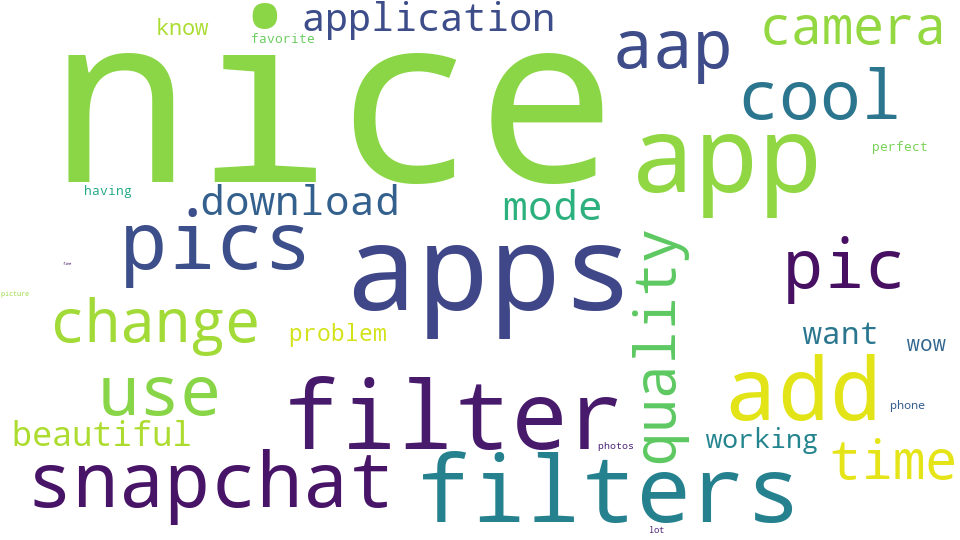 know
application
favorite
nice
aap
camera
cool
app
perfect
having
download
mode
pics
apps
quality
pic
picture
change
problem
want
wow
use
filter
add
phone
beautiful
working
photos
time
snapchat
filters
lot